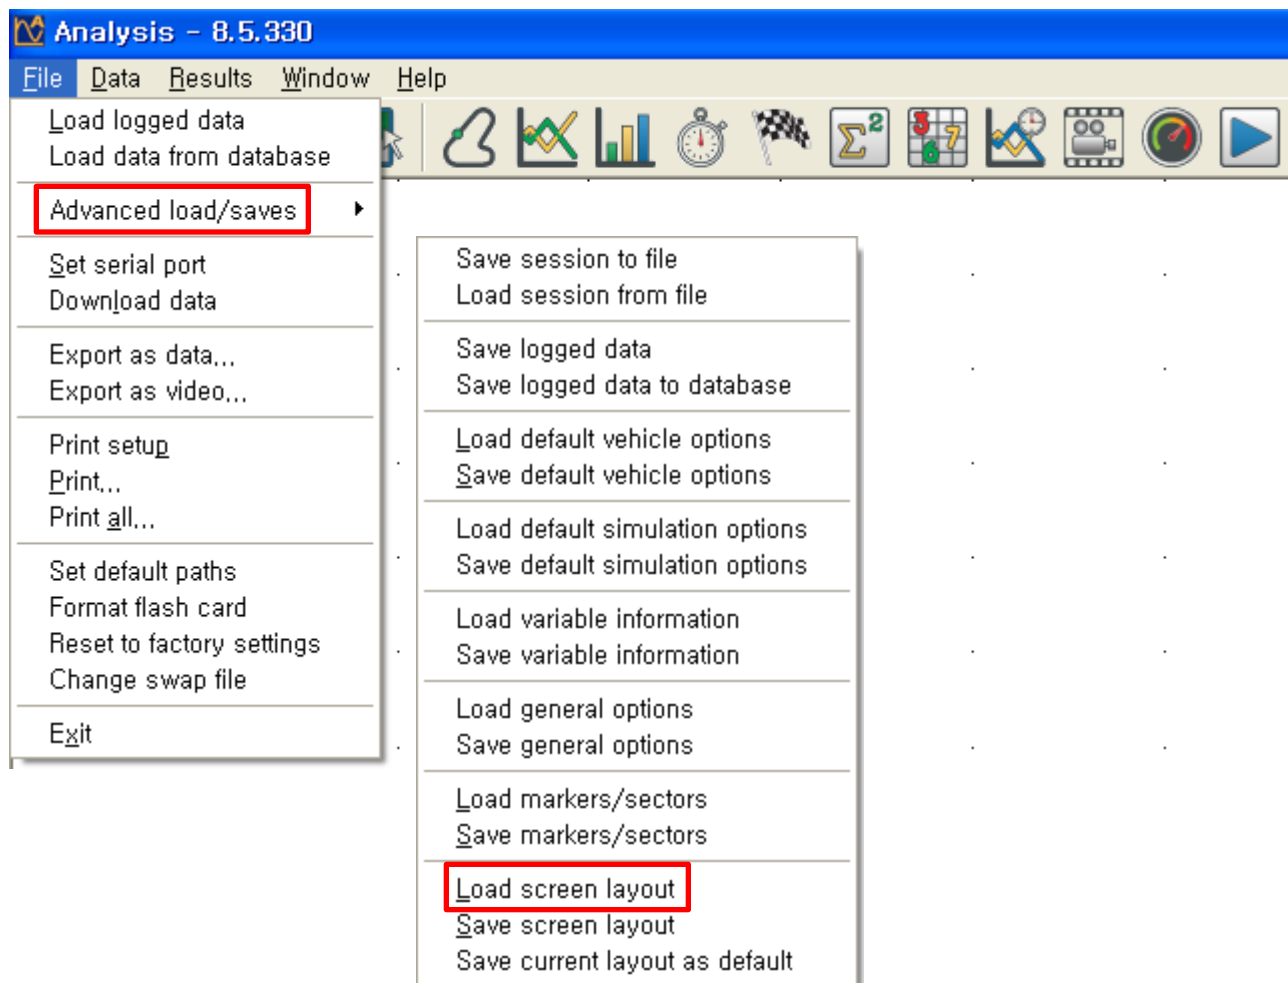 Analysis - 8.5.330
File Data Results Window Help
Load logged data
Load data from database
Advanced load/saves
Set serial port
Download data
Export as data...
Export as video...
Print setup
Print...
Print all...
Set default paths
Format flash card
Reset to factory settings
Change swap file
Exit
Σ2
3
7
6
Save session to file
Load session from file
Save logged data
Save logged data to database
Load default vehicle options
Save default vehicle options
Load default simulation options
Save default simulation options
Load variable information
Save variable information
Load general options
Save general options
Load markers/sectors
Save markers/sectors
Load screen layout
Save screen layout
Save current layout as default